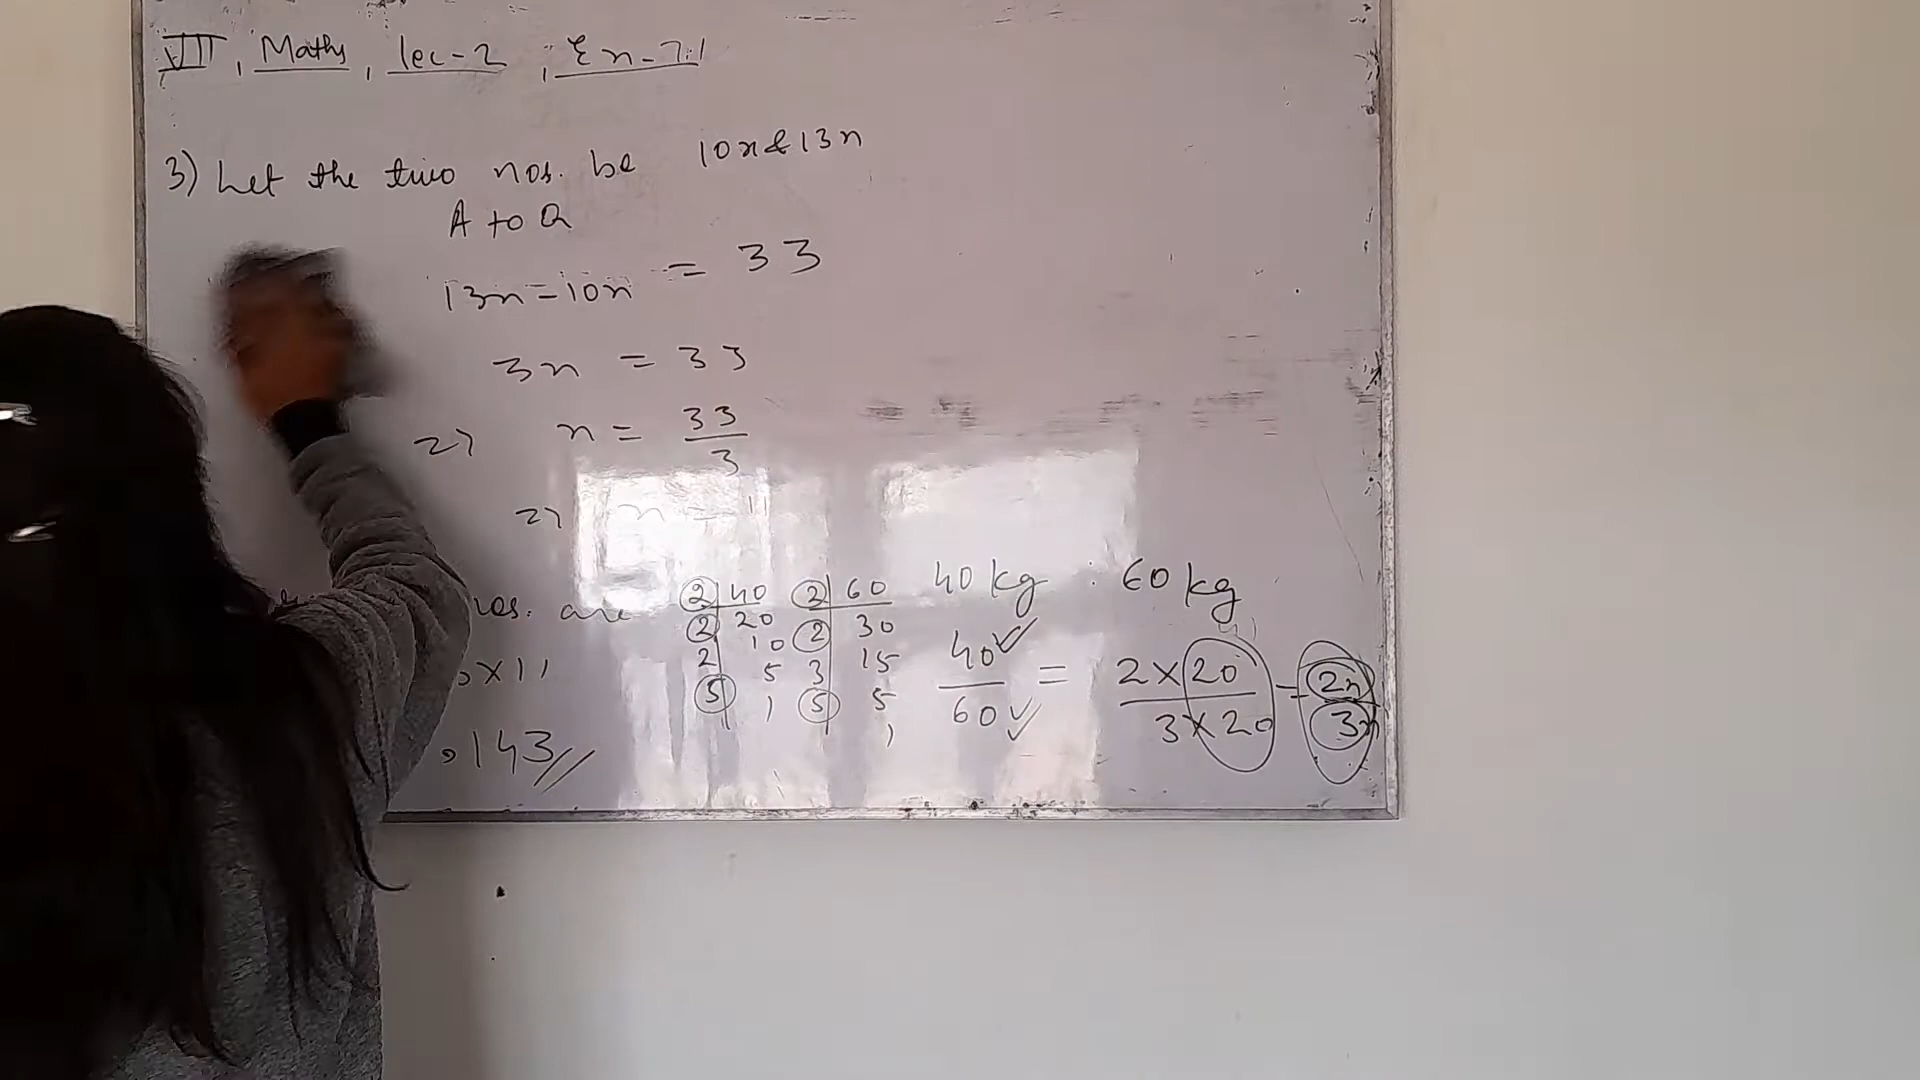 VII, Maths, lec-2, Ex-7.1
3) Let the two nos. be 10x & 13x
A to Q
13x - 10x = 33
3x = 33
=> x = 33/3
=> x = 11
are
×11
143//
2 | 40
2 | 20
2 | 10
5 | 5
1
2 | 60
2 | 30
3 | 15
5 | 5
1
40 kg : 60 kg
40/60 = 2×20/3×20 = 2x/3x